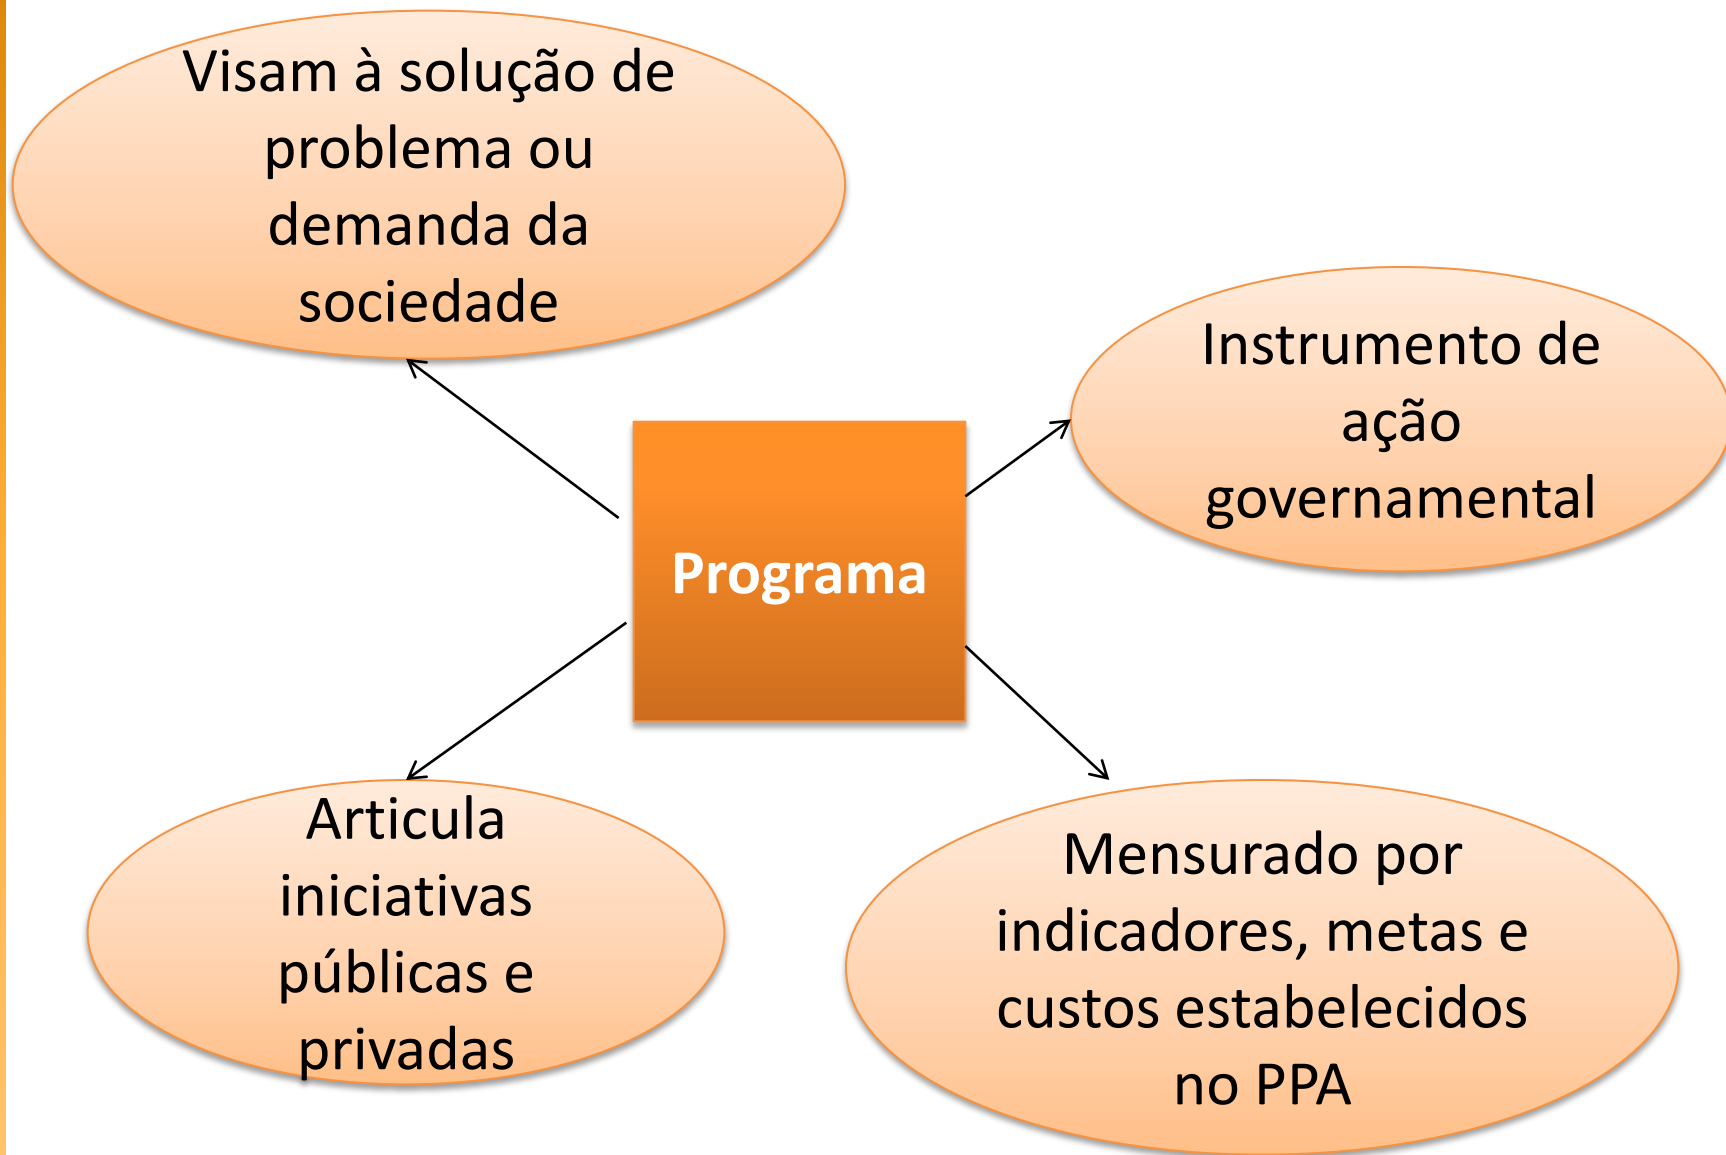 Visam à solução de
problema ou
demanda da
sociedade
Instrumento de
ação
governamental
Programa
Articula
iniciativas
públicas e
privadas
Mensurado por
indicadores, metas e
custos estabelecidos
no PPA